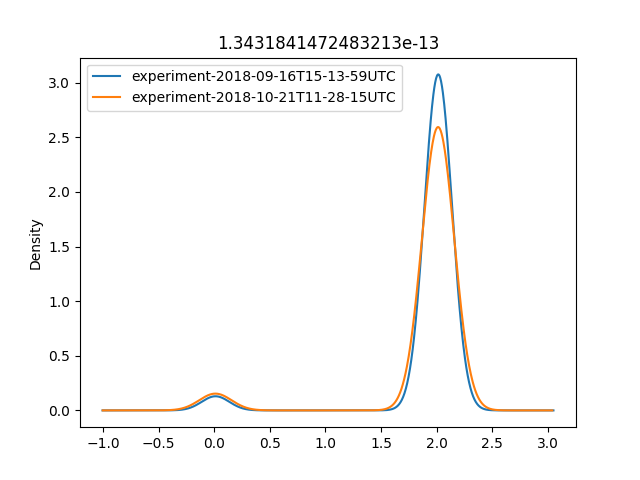 1.3431841472483213e-13
experiment-2018-09-16T15-13-59UTC
experiment-2018-10-21T11-28-15UTC
Density
3.0
2.5
2.0
1.5
1.0
0.5
0.0
−1.0 −0.5 0.0 0.5 1.0 1.5 2.0 2.5 3.0